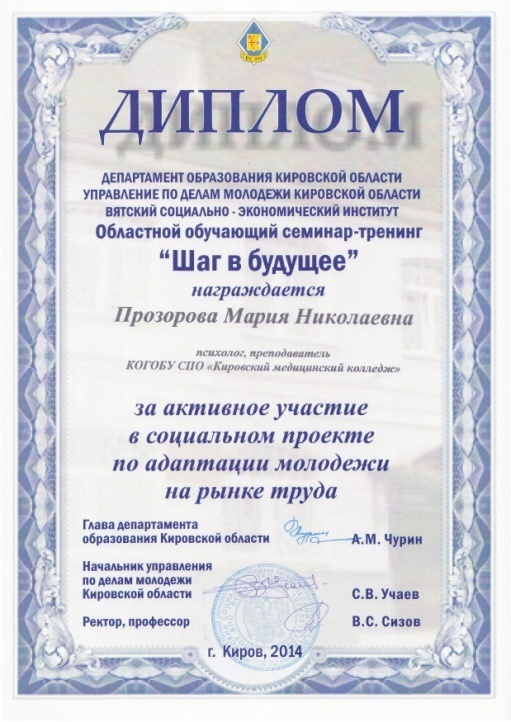 ДИПЛОМ
ДЕПАРТАМЕНТ ОБРАЗОВАНИЯ КИРОВСКОЙ ОБЛАСТИ
УПРАВЛЕНИЕ ПО ДЕЛАМ МОЛОДЕЖИ КИРОВСКОЙ ОБЛАСТИ
ВЯТСКИЙ СОЦИАЛЬНО - ЭКОНОМИЧЕСКИЙ ИНСТИТУТ
Областной обучающий семинар-тренинг
“Шаг в будущее”
награждается
Прозорова Мария Николаевна
психолог, преподаватель
КОГОБУ СПО «Кировский медицинский колледж»
за активное участие
в социальном проекте
по адаптации молодежи
на рынке труда
Глава департамента
образования Кировской области А.М. Чурин
Начальник управления
по делам молодежи
Кировской области С.В. Учаев
Ректор, профессор В.С. Сизов
г. Киров, 2014